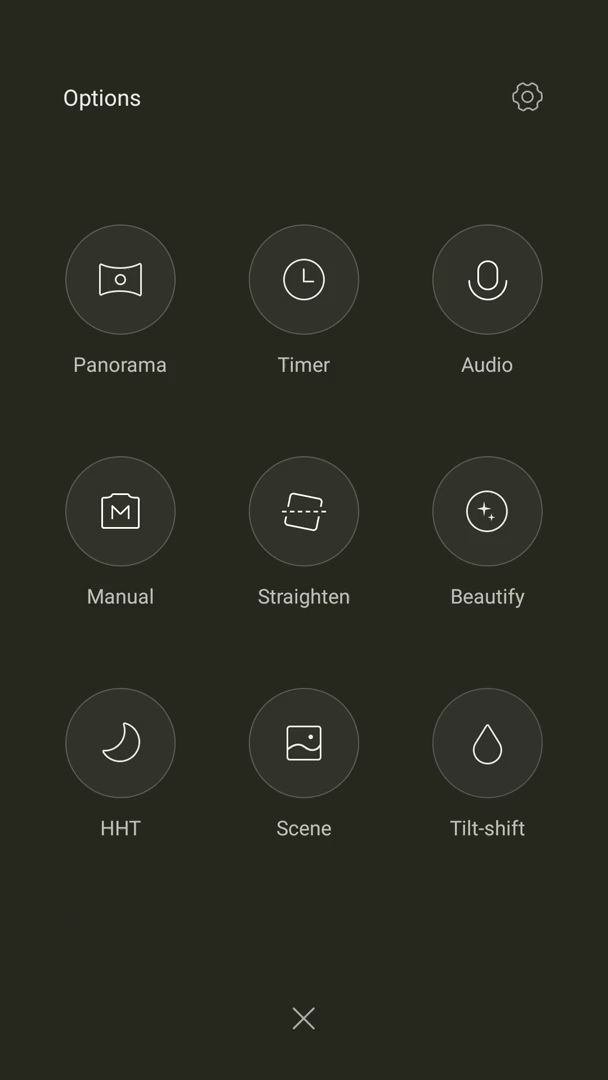 Options
Panorama
Timer
Audio
M
Manual
Straighten
Beautify
HHT
Scene
Tilt-shift